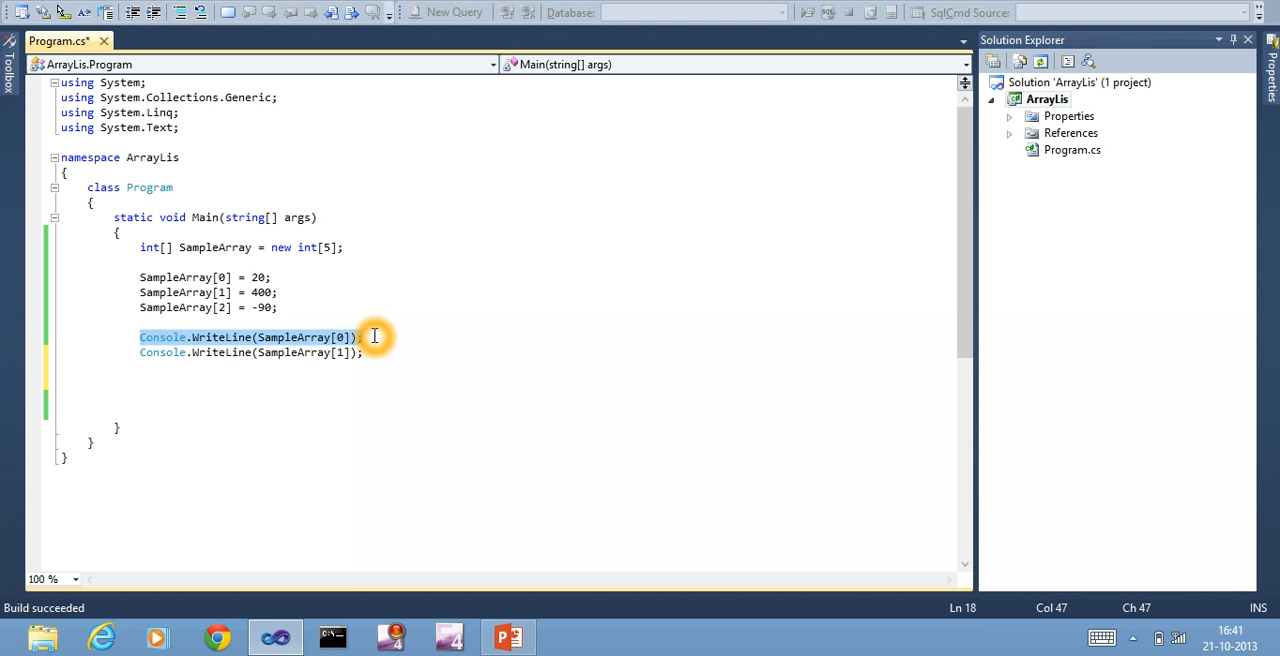 New Query
Database:
SqlCmd Source:
Toolbox
Program.cs*
Solution Explorer
Properties
ArrayLis.Program
Main(string[] args)
using System;
using System.Collections.Generic;
using System.Linq;
using System.Text;
namespace ArrayLis
{
class Program
{
static void Main(string[] args)
{
int[] SampleArray = new int[5];
SampleArray[0] = 20;
SampleArray[1] = 400;
SampleArray[2] = -90;
Console.WriteLine(SampleArray[0]);
Console.WriteLine(SampleArray[1]);
}
}
}
Solution 'ArrayLis' (1 project)
ArrayLis
Properties
References
Program.cs
100 %
Build succeeded
Ln 18
Col 47
Ch 47
INS
16:41
21-10-2013